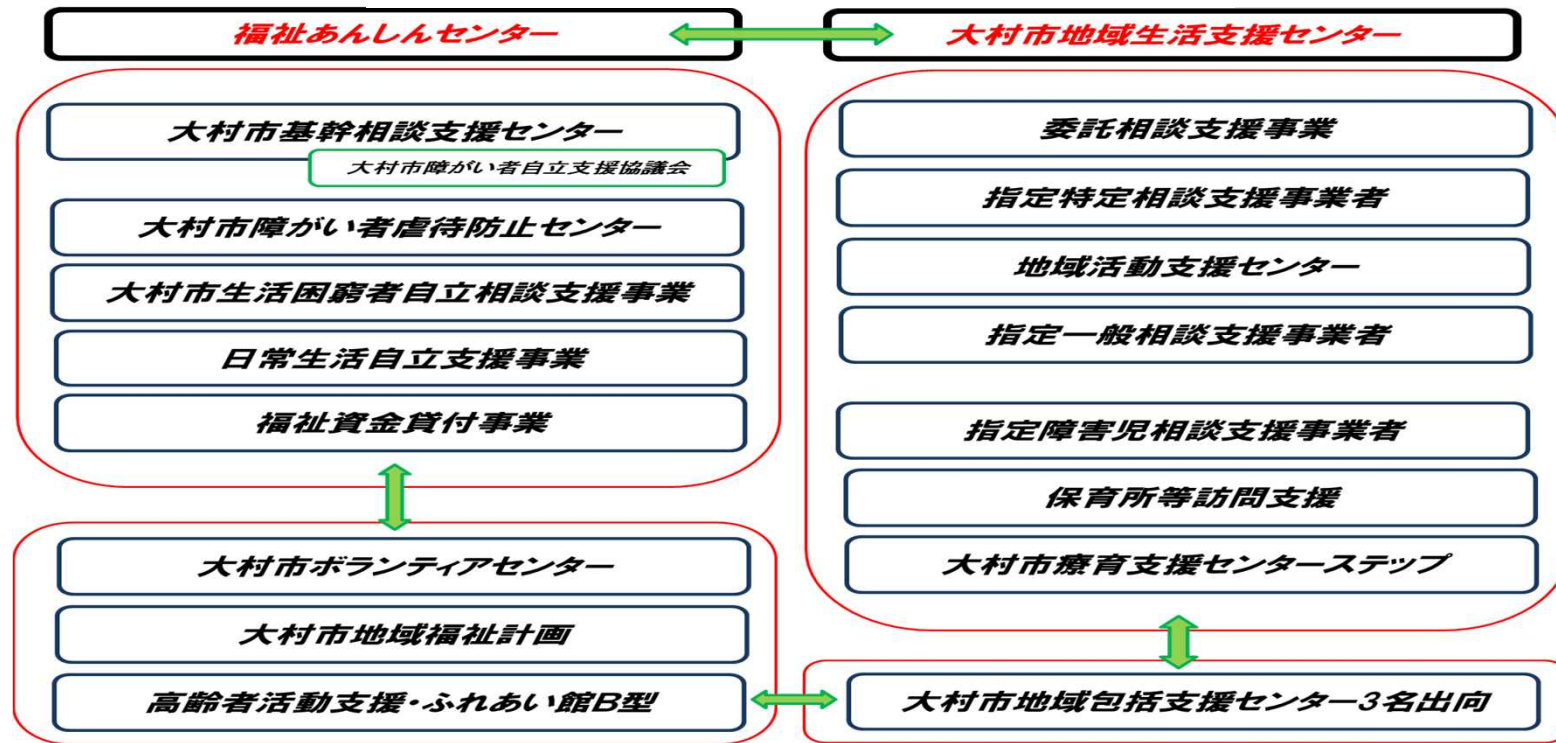 福祉あんしんセンター
大村市基幹相談支援センター
大村市障がい者自立支援協議会
大村市障がい者虐待防止センター
大村市生活困窮者自立相談支援事業
日常生活自立支援事業
福祉資金貸付事業
大村市ボランティアセンター
大村市地域福祉計画
高齢者活動支援・ふれあい館B型
大村市地域生活支援センター
委託相談支援事業
指定特定相談支援事業者
地域活動支援センター
指定一般相談支援事業者
指定障害児相談支援事業者
保育所等訪問支援
大村市療育支援センターステップ
大村市地域包括支援センター3名出向